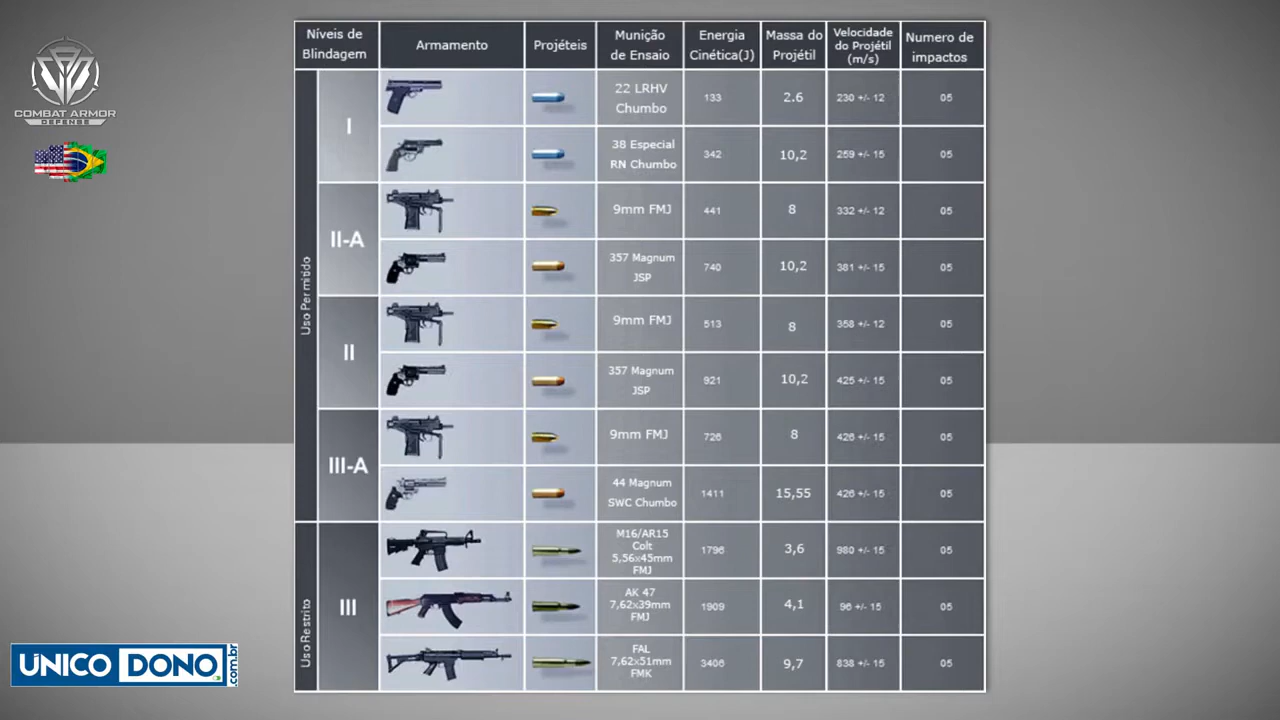 COMBAT ARMOR
DEFENSE
Níveis de Blindagem Armamento Projéteis Munição de Ensaio Energia Cinética(J) Massa do Projétil Velocidade do Projétil (m/s) Numero de impactos
Uso Permitido
I
22 LRHV Chumbo 133 2.6 230 +/- 12 05
38 Especial RN Chumbo 342 10,2 259 +/- 15 05
II-A
9mm FMJ 441 8 332 +/- 12 05
357 Magnum JSP 740 10,2 381 +/- 15 05
II
9mm FMJ 513 8 358 +/- 12 05
357 Magnum JSP 921 10,2 425 +/- 15 05
III-A
9mm FMJ 726 8 426 +/- 15 05
44 Magnum SWC Chumbo 1411 15,55 426 +/- 15 05
Uso Restrito
III
M16/AR15 Colt 5,56x45mm FMJ 1796 3,6 980 +/- 15 05
AK 47 7,62x39mm FMJ 1909 4,1 96 +/- 15 05
FAL 7,62x51mm FMK 3406 9,7 838 +/- 15 05
ÚNICO DONO.com.br